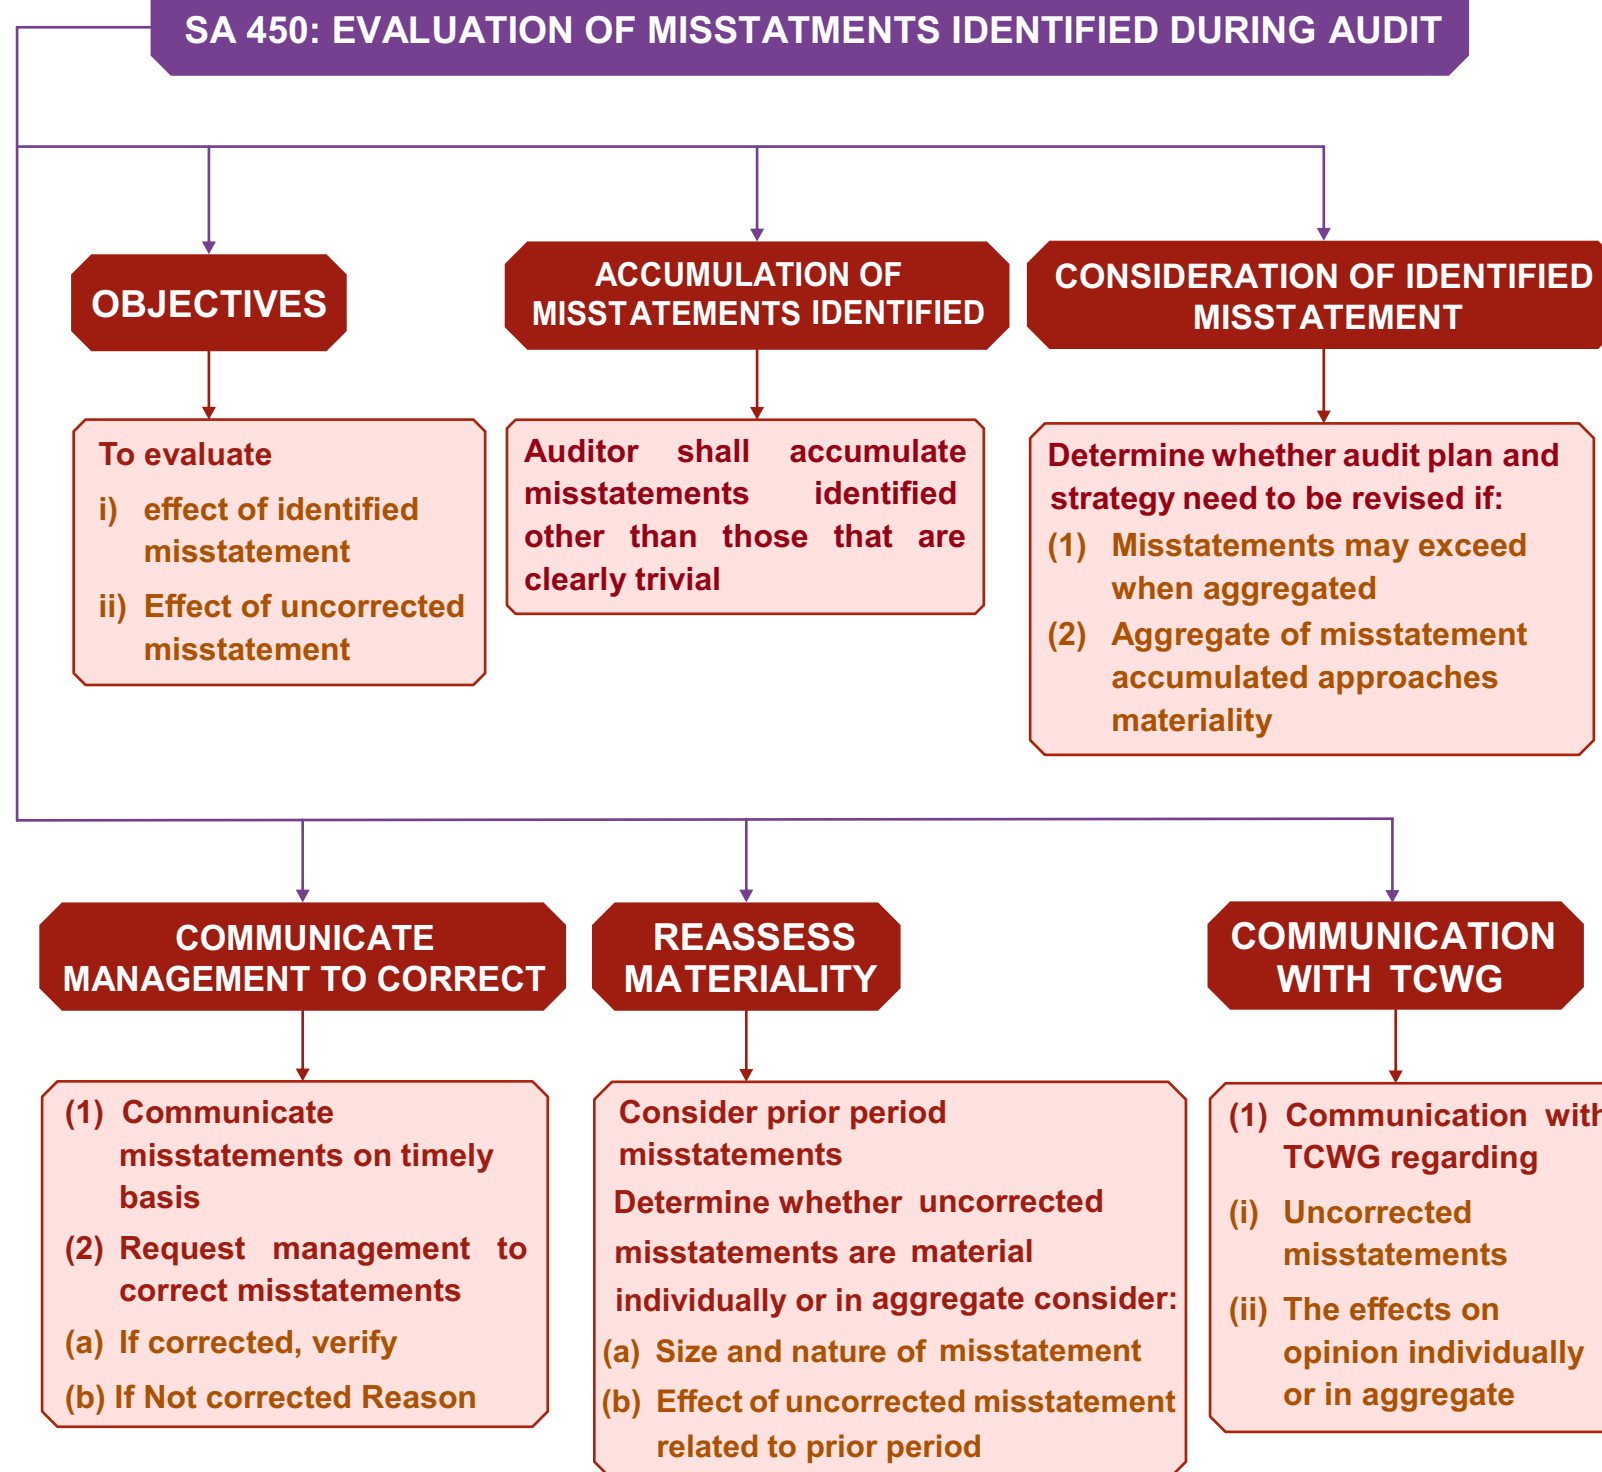 SA 450: EVALUATION OF MISSTATMENTS IDENTIFIED DURING AUDIT
OBJECTIVES
To evaluate
i) effect of identified
misstatement
ii) Effect of uncorrected
misstatement
ACCUMULATION OF
MISSTATEMENTS IDENTIFIED
Auditor shall accumulate
misstatements identified
other than those that are
clearly trivial
CONSIDERATION OF IDENTIFIED
MISSTATEMENT
Determine whether audit plan and
strategy need to be revised if:
(1) Misstatements may exceed
when aggregated
(2) Aggregate of misstatement
accumulated approaches
materiality
COMMUNICATE
MANAGEMENT TO CORRECT
(1) Communicate
misstatements on timely
basis
(2) Request management to
correct misstatements
(a) If corrected, verify
(b) If Not corrected Reason
REASSESS
MATERIALITY
Consider prior period
misstatements
Determine whether uncorrected
misstatements are material
individually or in aggregate consider:
(a) Size and nature of misstatement
(b) Effect of uncorrected misstatement
related to prior period
COMMUNICATION
WITH TCWG
(1) Communication with
TCWG regarding
(i) Uncorrected
misstatements
(ii) The effects on
opinion individually
or in aggregate